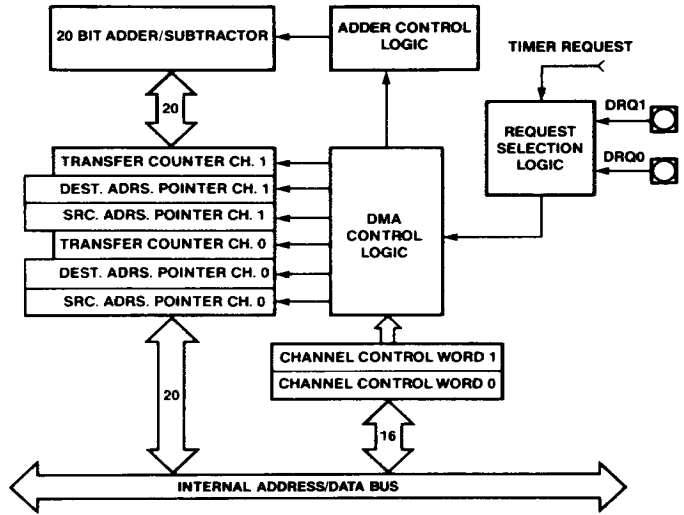 20 BIT ADDER/SUBTRACTOR
ADDER CONTROL
LOGIC
TIMER REQUEST
20
DRQ1
REQUEST
SELECTION
LOGIC
DRQ0
TRANSFER COUNTER CH. 1
DEST. ADRS. POINTER CH. 1
SRC. ADRS. POINTER CH. 1
TRANSFER COUNTER CH. 0
DEST. ADRS. POINTER CH. 0
SRC. ADRS. POINTER CH. 0
DMA
CONTROL
LOGIC
CHANNEL CONTROL WORD 1
CHANNEL CONTROL WORD 0
20
16
INTERNAL ADDRESS/DATA BUS